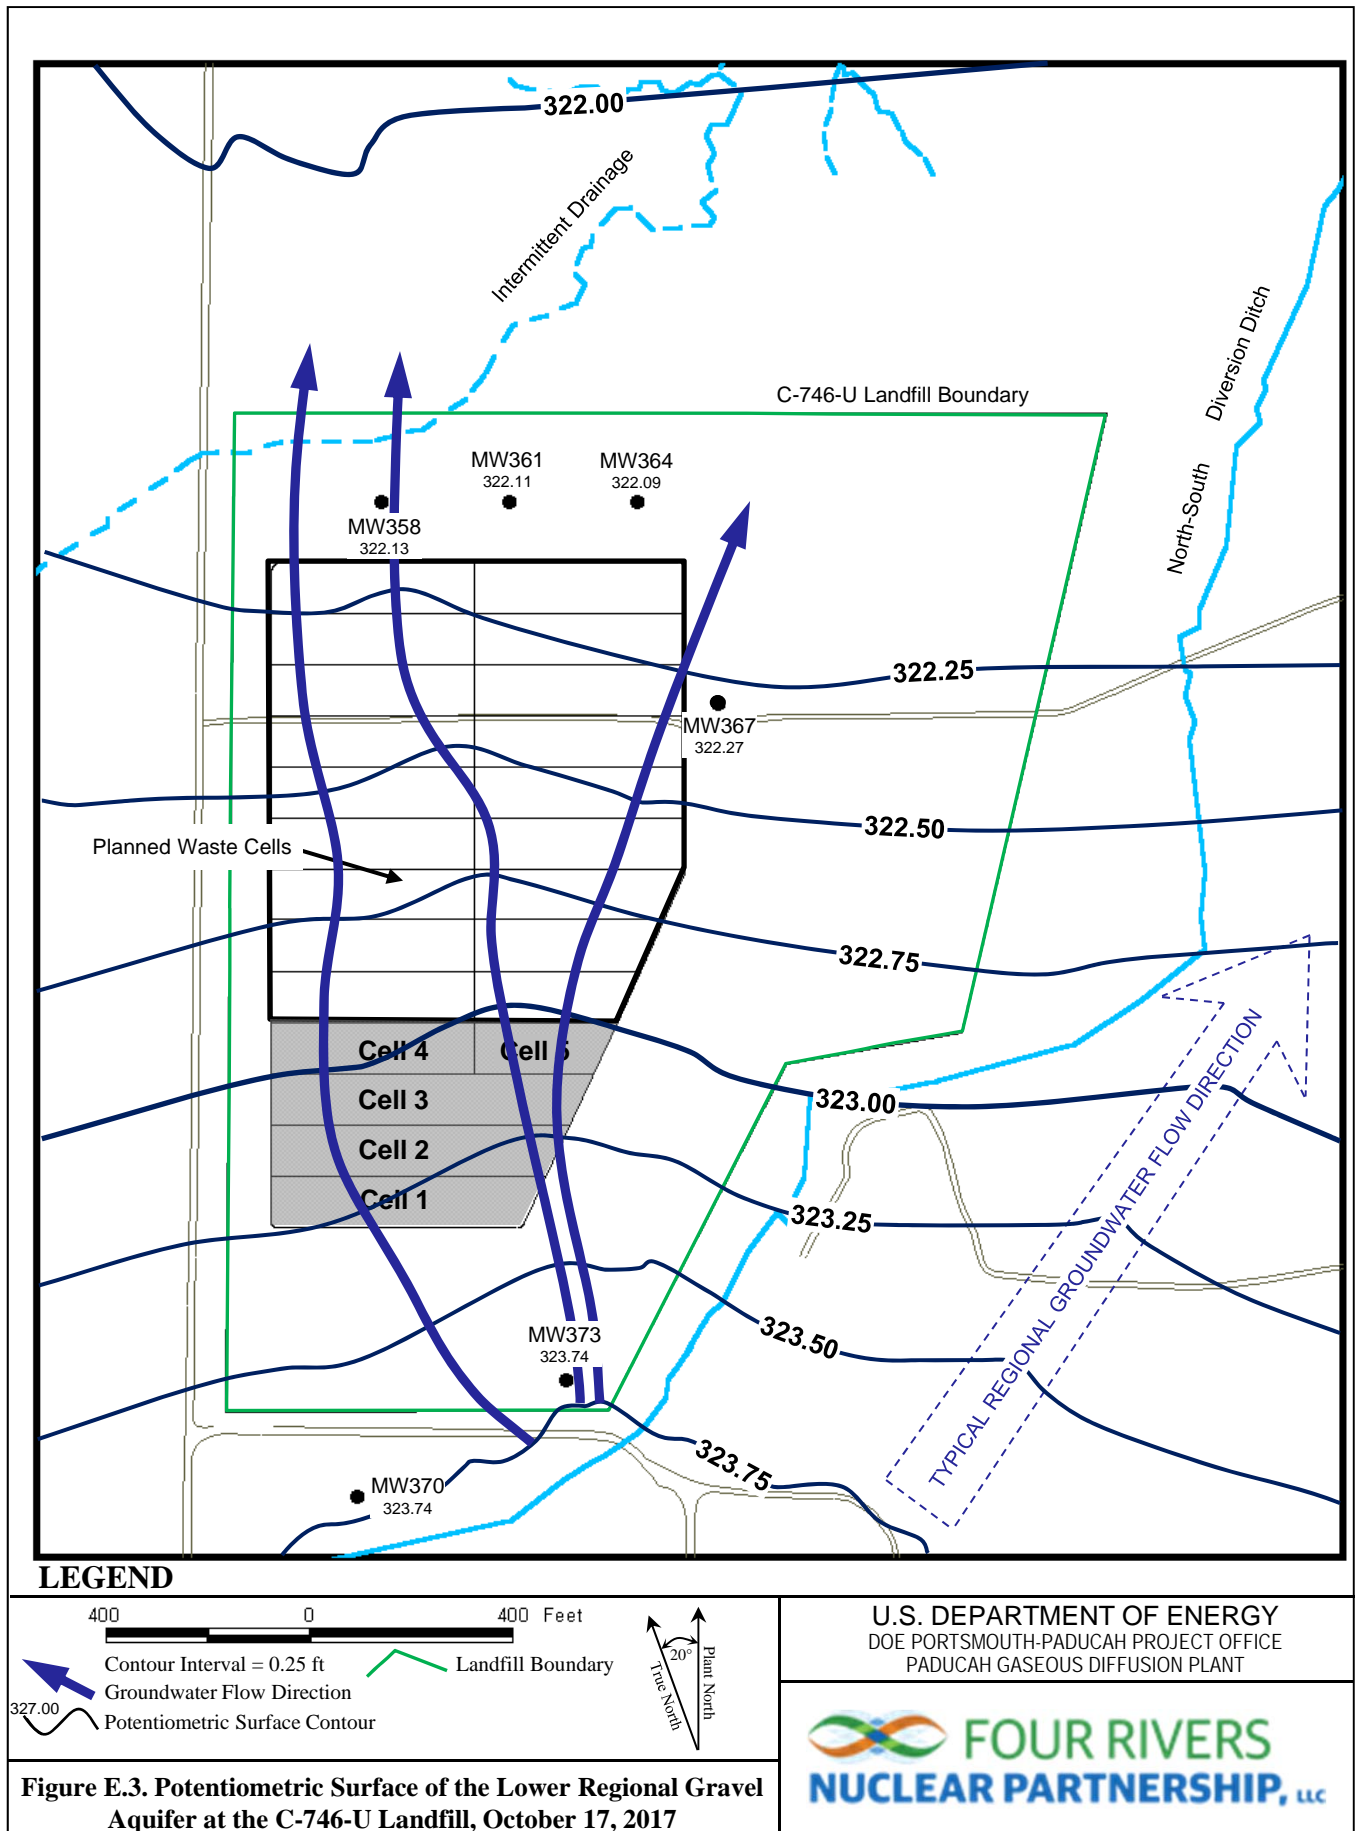 322.00
Intermittent Drainage
North-South Diversion Ditch
C-746-U Landfill Boundary
MW361
322.11
MW364
322.09
MW358
322.13
322.25
MW367
322.27
322.50
Planned Waste Cells
322.75
Cell 4
Cell 5
Cell 3
323.00
Cell 2
Cell 1
323.25
TYPICAL REGIONAL GROUNDWATER FLOW DIRECTION
323.50
MW373
323.74
323.75
MW370
323.74
LEGEND
400 0 400 Feet
Contour Interval = 0.25 ft
Landfill Boundary
Groundwater Flow Direction
327.00
Potentiometric Surface Contour
20°
True North
Plant North
U.S. DEPARTMENT OF ENERGY
DOE PORTSMOUTH-PADUCAH PROJECT OFFICE
PADUCAH GASEOUS DIFFUSION PLANT
FOUR RIVERS
NUCLEAR PARTNERSHIP, LLC
Figure E.3. Potentiometric Surface of the Lower Regional Gravel
Aquifer at the C-746-U Landfill, October 17, 2017